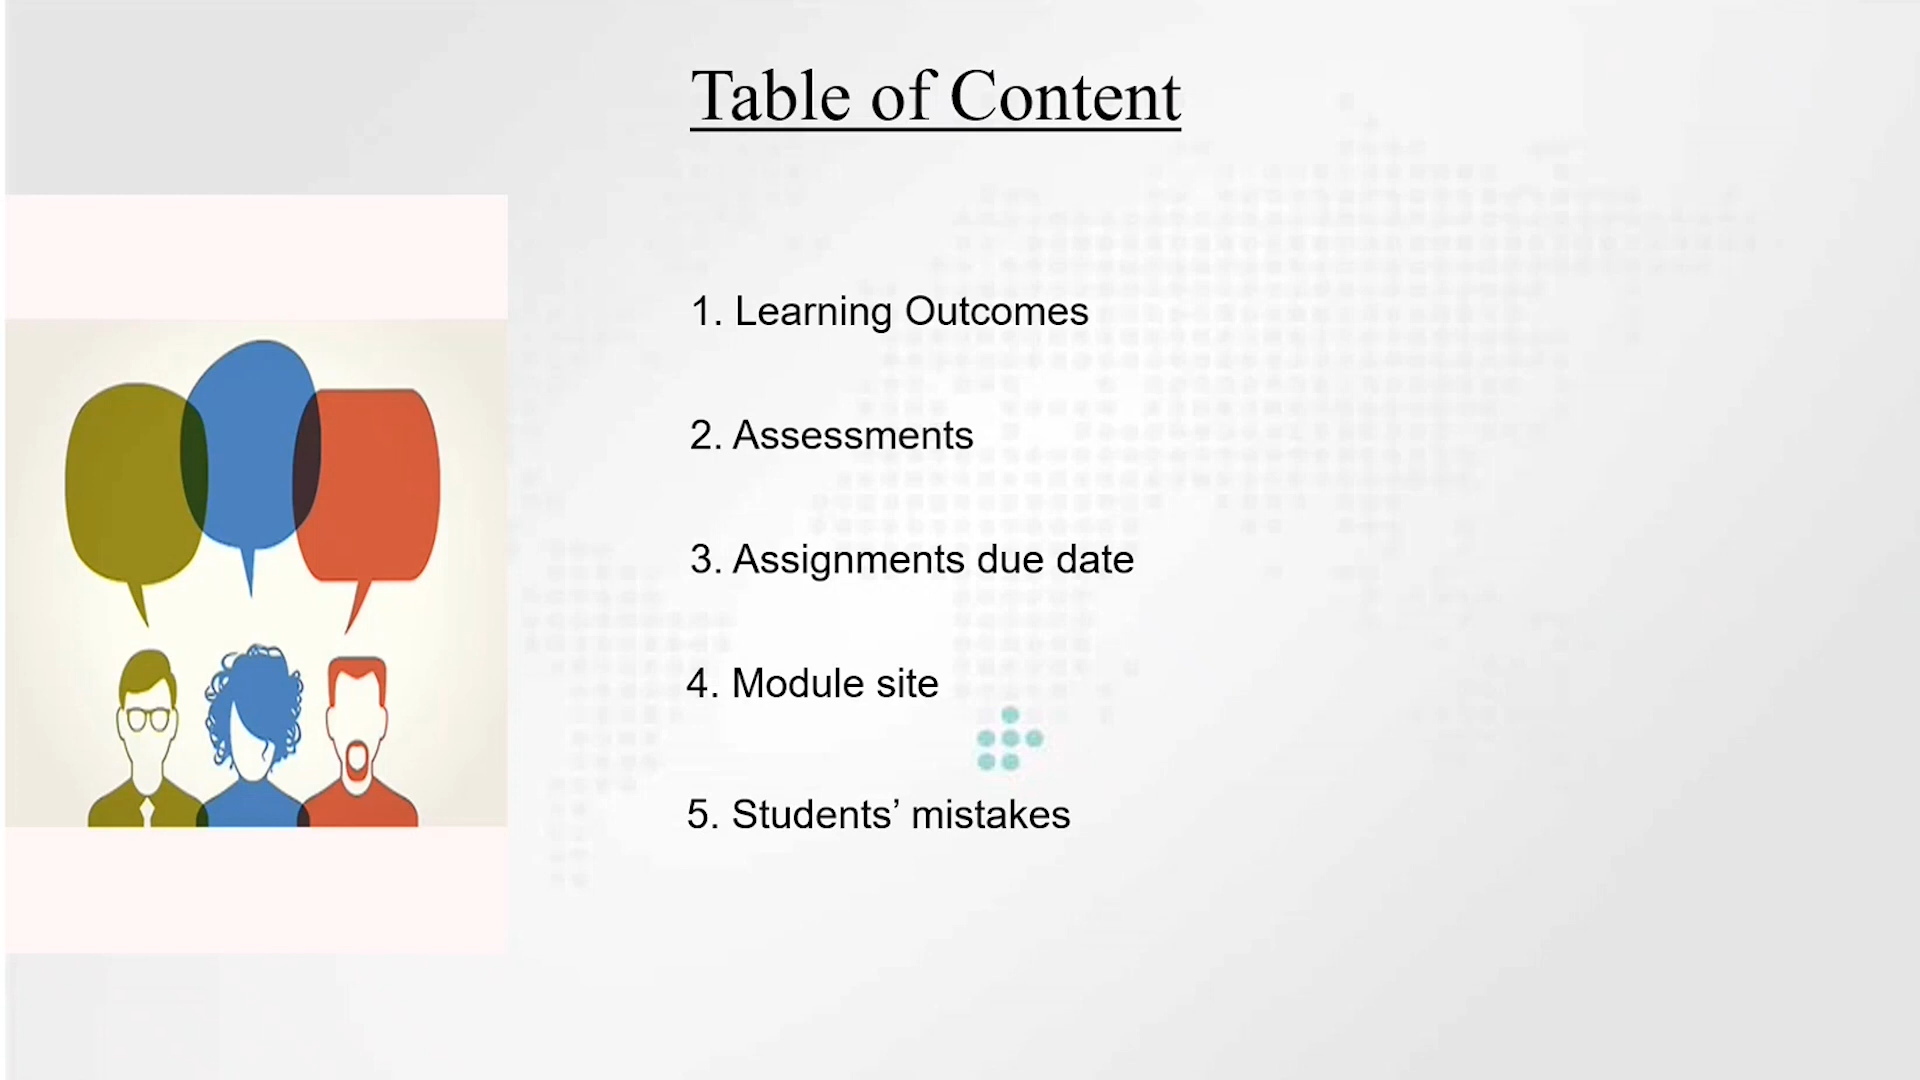 Table of Content
1. Learning Outcomes
2. Assessments
3. Assignments due date
4. Module site
5. Students’ mistakes